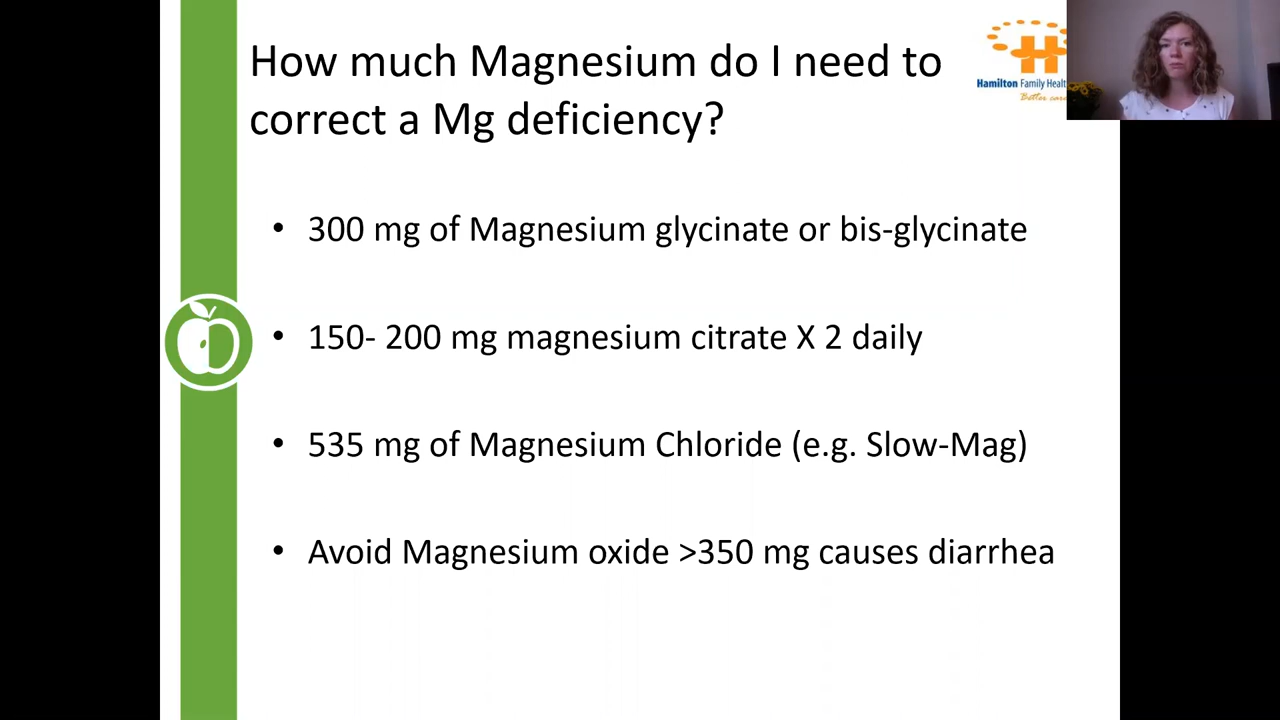 How much Magnesium do I need to
correct a Mg deficiency?
Hamilton Family Healt
Better care
• 300 mg of Magnesium glycinate or bis-glycinate
• 150- 200 mg magnesium citrate X 2 daily
• 535 mg of Magnesium Chloride (e.g. Slow-Mag)
• Avoid Magnesium oxide >350 mg causes diarrhea